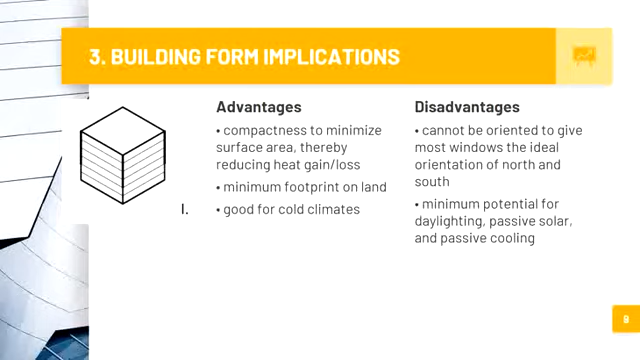 3. BUILDING FORM IMPLICATIONS
Advantages
• compactness to minimize
surface area, thereby
reducing heat gain/loss
• minimum footprint on land
I. • good for cold climates
Disadvantages
• cannot be oriented to give
most windows the ideal
orientation of north and
south
• minimum potential for
daylighting, passive solar,
and passive cooling
9